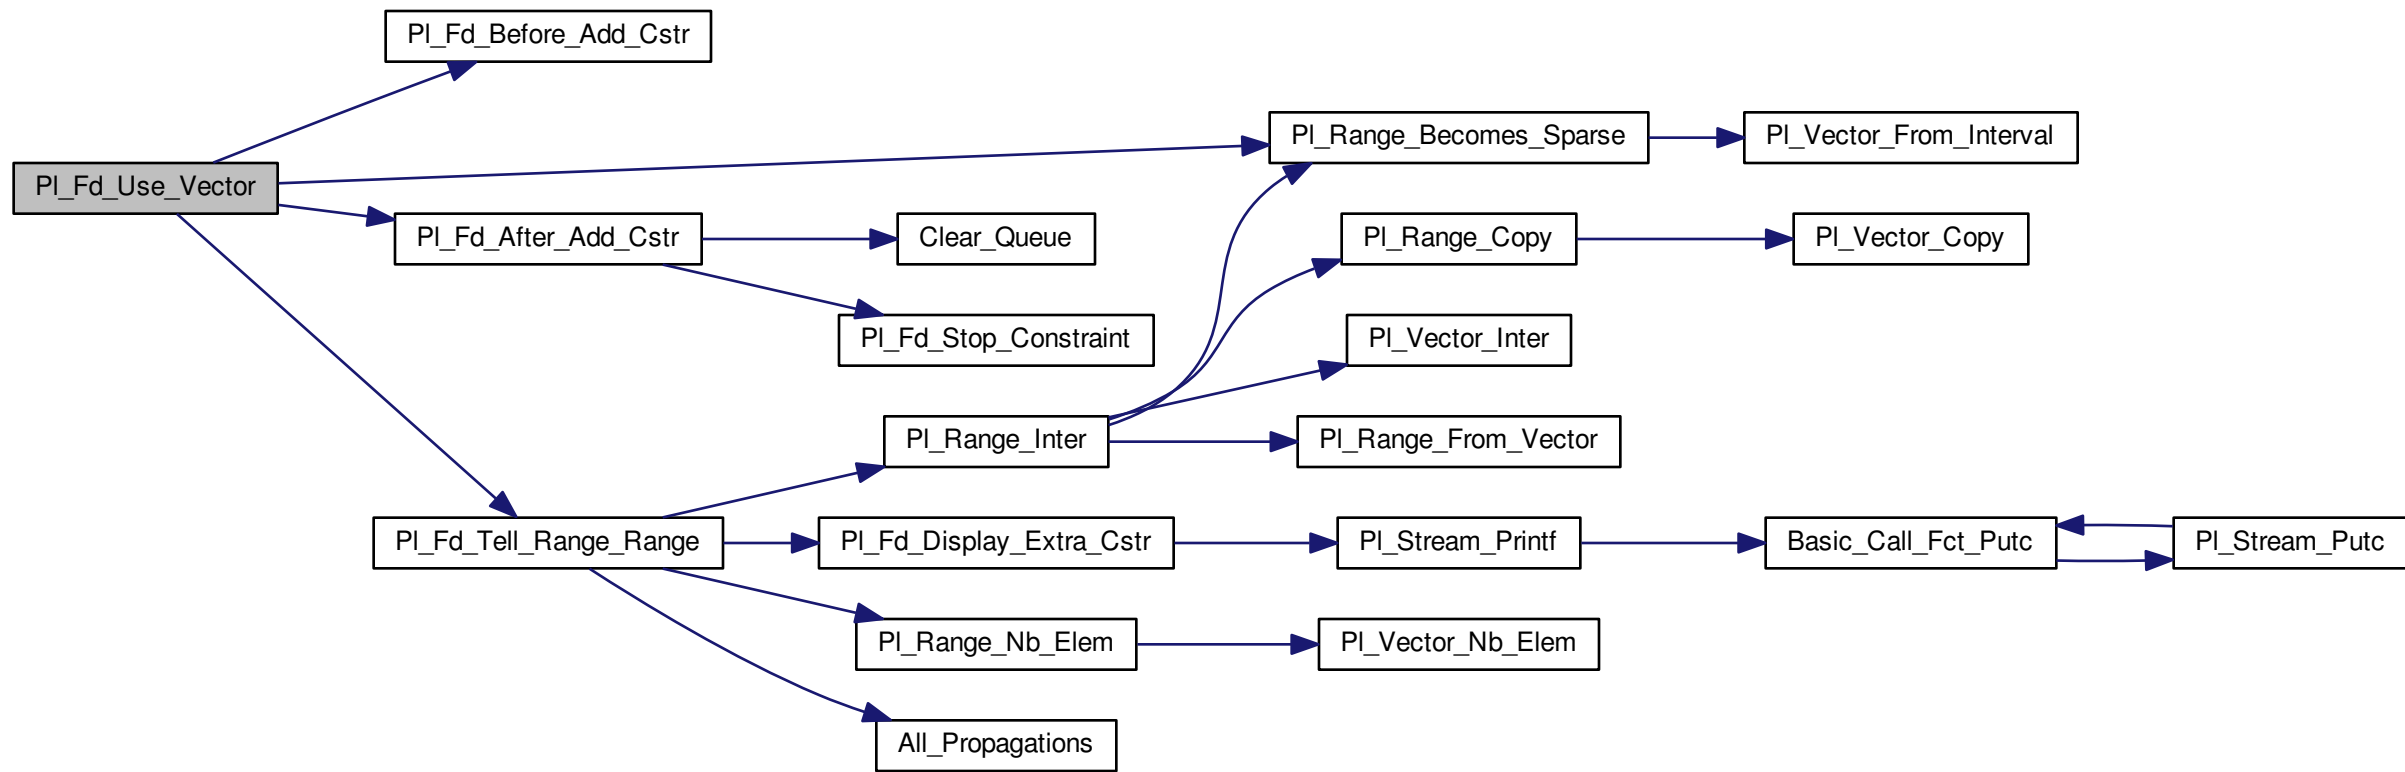 Pl_Fd_Before_Add_Cstr
Pl_Range_Becomes_Sparse
Pl_Vector_From_Interval
Pl_Fd_Use_Vector
Pl_Fd_After_Add_Cstr
Clear_Queue
Pl_Range_Copy
Pl_Vector_Copy
Pl_Fd_Stop_Constraint
Pl_Vector_Inter
Pl_Range_Inter
Pl_Range_From_Vector
Pl_Fd_Tell_Range_Range
Pl_Fd_Display_Extra_Cstr
Pl_Stream_Printf
Basic_Call_Fct_Putc
Pl_Stream_Putc
Pl_Range_Nb_Elem
Pl_Vector_Nb_Elem
All_Propagations